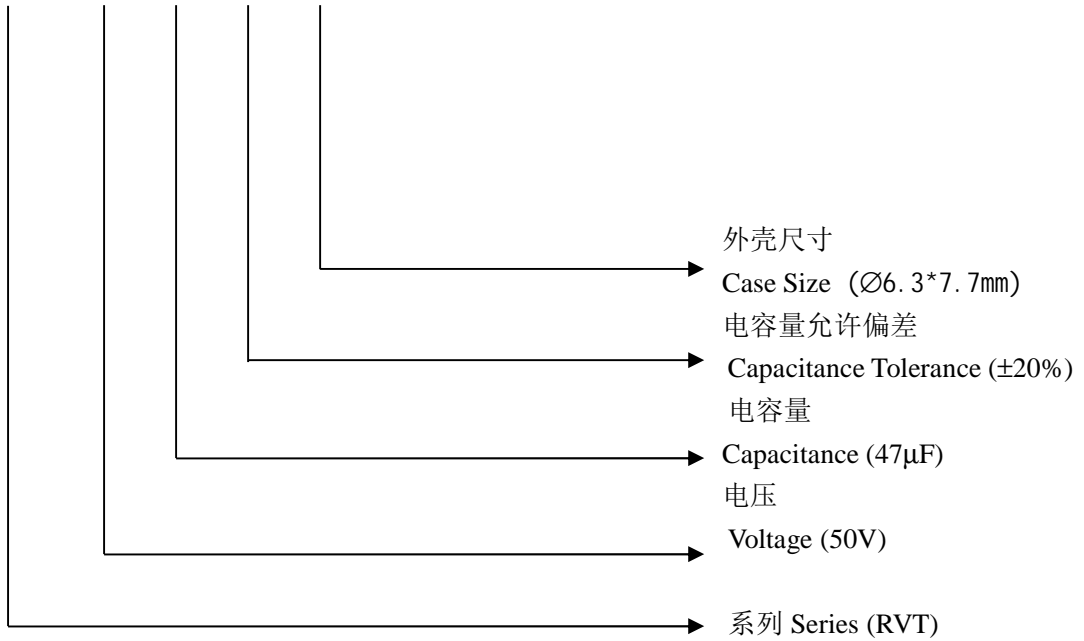 外壳尺寸
Case Size (∅6.3*7.7mm)
电容量允许偏差
Capacitance Tolerance (±20%)
电容量
Capacitance (47μF)
电压
Voltage (50V)
系列 Series (RVT)